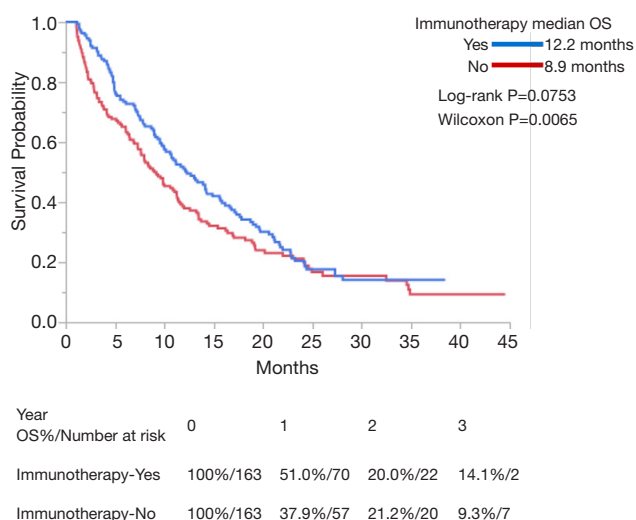 Immunotherapy median OS
Yes 12.2 months
No 8.9 months
Log-rank P=0.0753
Wilcoxon P=0.0065
Survival Probability
1.0
0.8
0.6
0.4
0.2
0.0
0 5 10 15 20 25 30 35 40 45
Months
Year
OS%/Number at risk 0 1 2 3
Immunotherapy-Yes 100%/163 51.0%/70 20.0%/22 14.1%/2
Immunotherapy-No 100%/163 37.9%/57 21.2%/20 9.3%/7